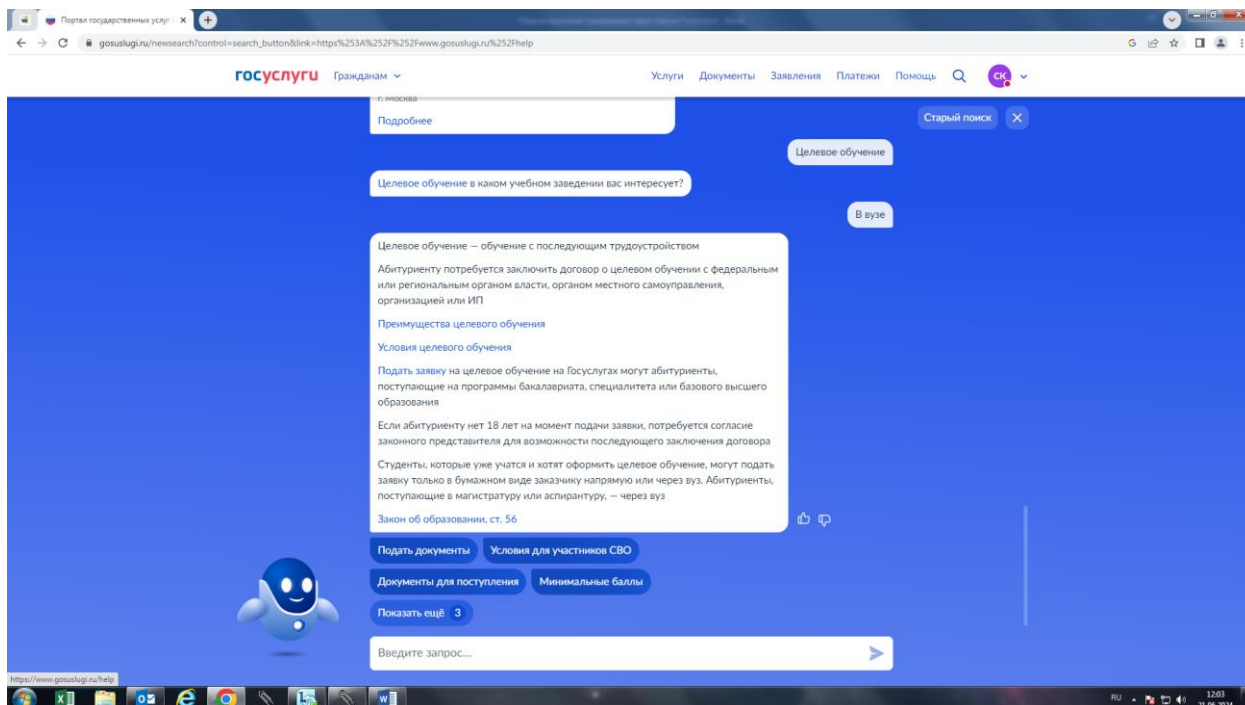 Портал государственных услуг
gosuslugi.ru/newsearch?control=search_button&link=https%253A%252F%252Fwww.gosuslugi.ru%252Fhelp
госуслуги Гражданам Услуги Документы Заявления Платежи Помощь СК
г. Москва
Подробнее
Старый поиск
Целевое обучение
Целевое обучение в каком учебном заведении вас интересует?
В вузе
Целевое обучение — обучение с последующим трудоустройством
Абитуриенту потребуется заключить договор о целевом обучении с федеральным
или региональным органом власти, органом местного самоуправления,
организацией или ИП
Преимущества целевого обучения
Условия целевого обучения
Подать заявку на целевое обучение на Госуслугах могут абитуриенты,
поступающие на программы бакалавриата, специалитета или базового высшего
образования
Если абитуриенту нет 18 лет на момент подачи заявки, потребуется согласие
законного представителя для возможности последующего заключения договора
Студенты, которые уже учатся и хотят оформить целевое обучение, могут подать
заявку только в бумажном виде заказчику напрямую или через вуз. Абитуриенты,
поступающие в магистратуру или аспирантуру, — через вуз
Закон об образовании, ст. 56
Подать документы Условия для участников СВО
Документы для поступления Минимальные баллы
Показать ещё 3
Введите запрос...
https://www.gosuslugi.ru/help
RU 12:03
21.06.2024